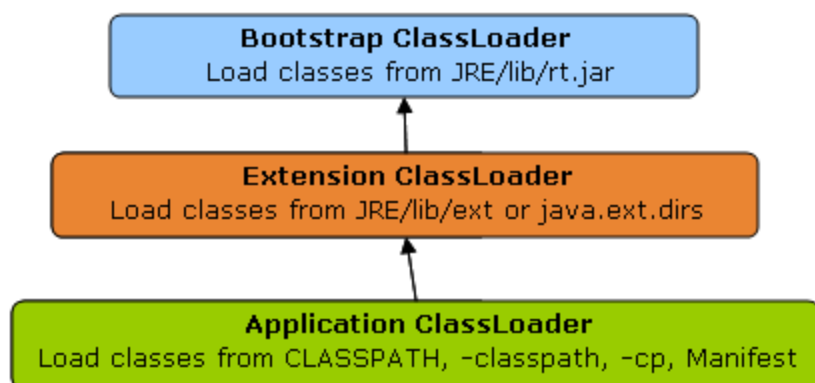 Bootstrap ClassLoader
Load classes from JRE/lib/rt.jar
Extension ClassLoader
Load classes from JRE/lib/ext or java.ext.dirs
Application ClassLoader
Load classes from CLASSPATH, -classpath, -cp, Manifest